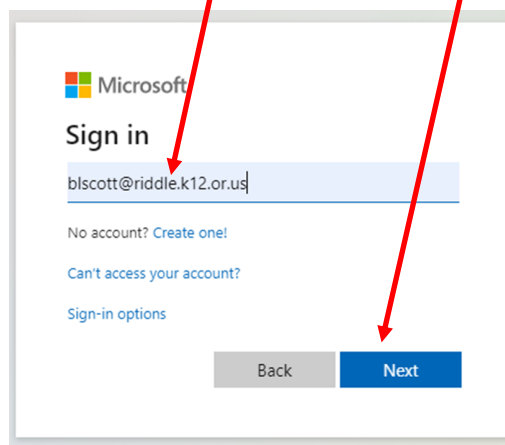 Microsoft
Sign in
blscott@riddle.k12.or.us
No account? Create one!
Can't access your account?
Sign-in options
Back
Next